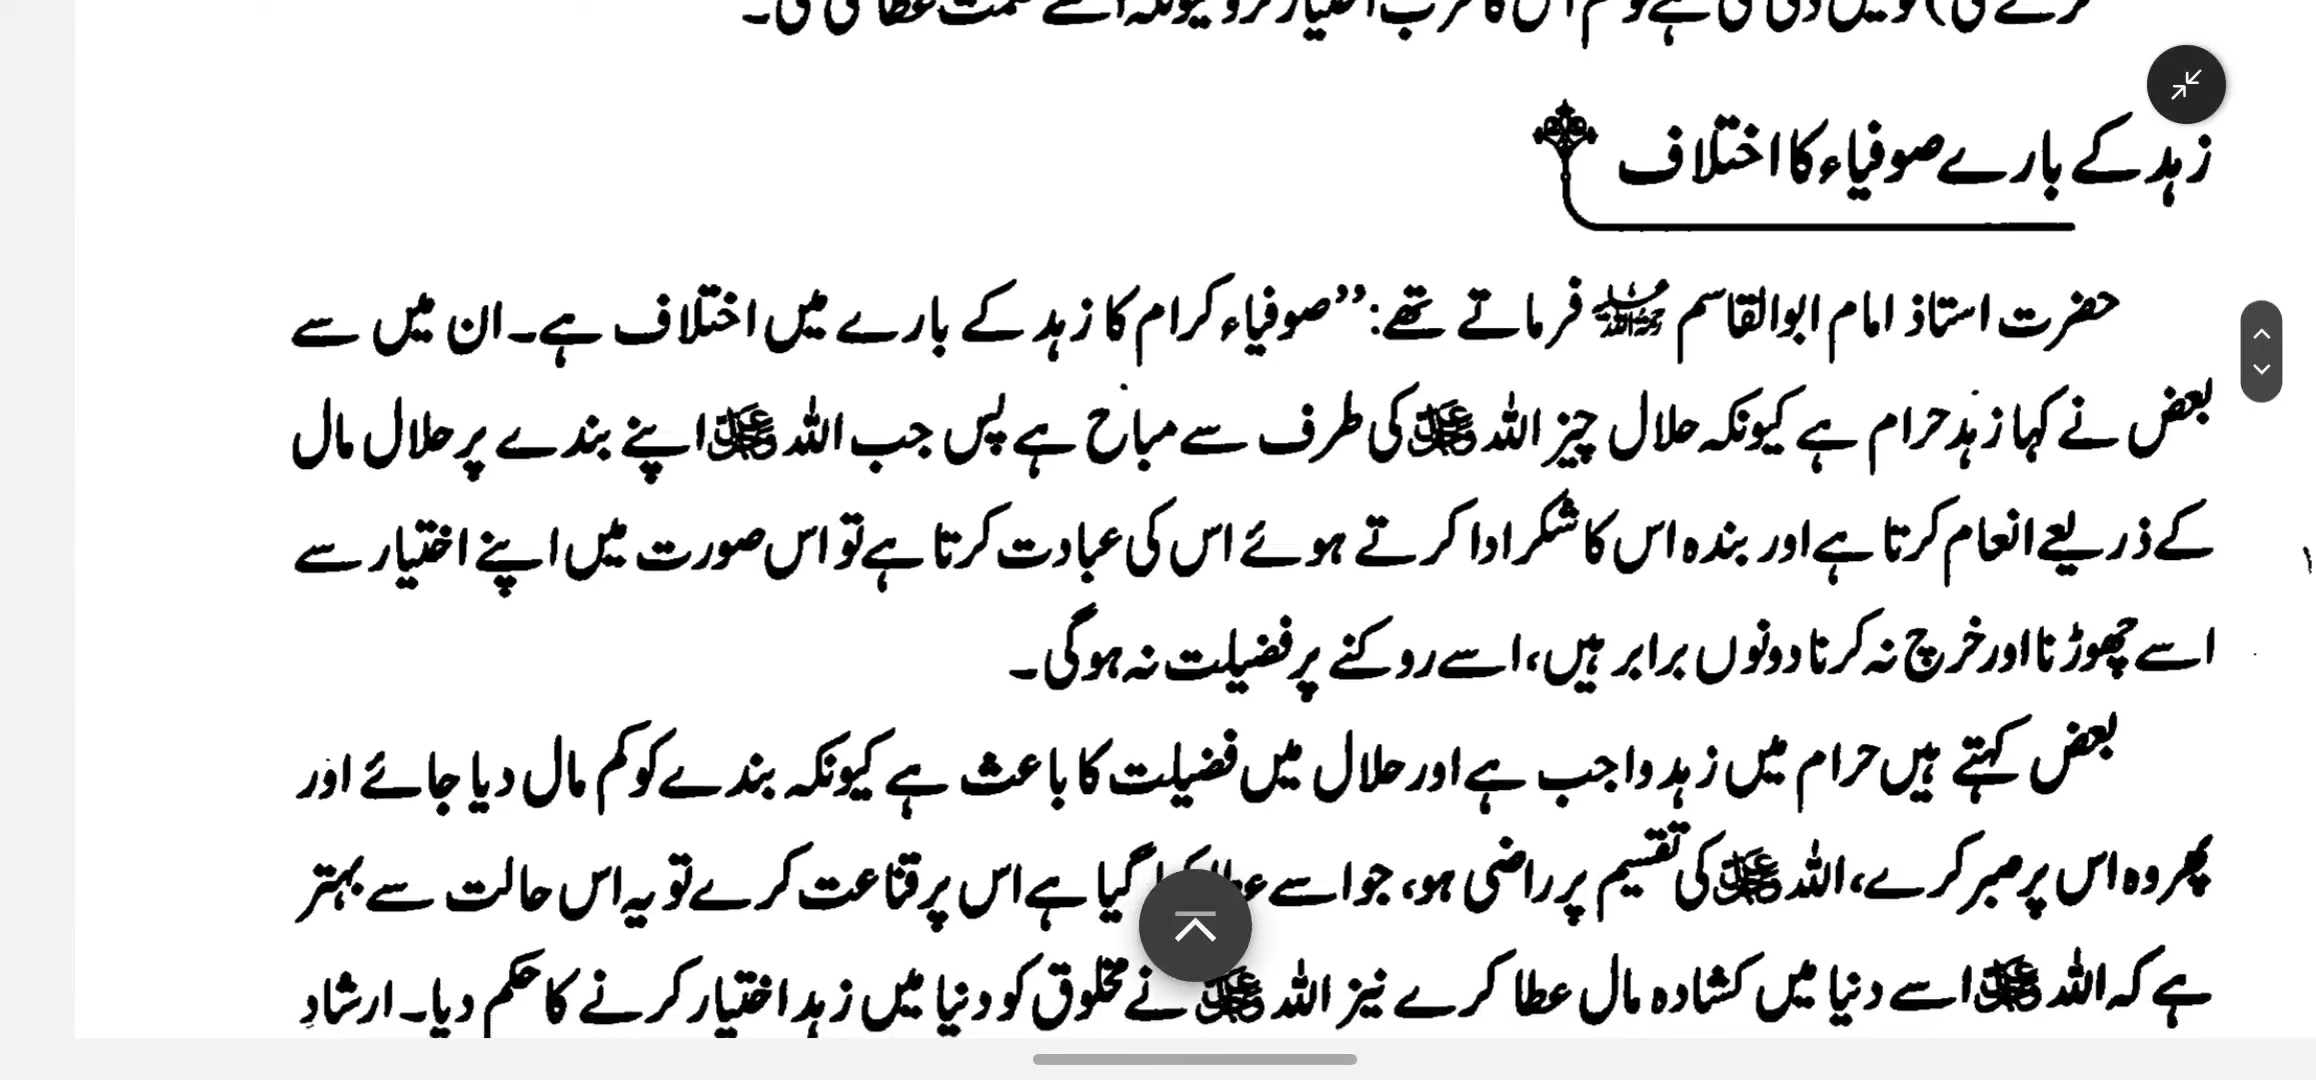 زہد کے بارے صوفیاء کا اختلاف
حضرت استاذ امام ابوالقاسم رحمۃ اللہ علیہ فرماتے تھے: ”صوفیاء کرام کا زہد کے بارے میں اختلاف ہے۔ ان میں سے
بعض نے کہا زہد حرام ہے کیونکہ حلال چیز اللہ عزوجل کی طرف سے مباح ہے پس جب اللہ عزوجل اپنے بندے پر حلال مال
کے ذریعے انعام کرتا ہے اور بندہ اس کا شکر ادا کرتے ہوئے اس کی عبادت کرتا ہے تو اس صورت میں اپنے اختیار سے
اسے چھوڑنا اور خرچ نہ کرنا دونوں برابر ہیں، اسے روکنے پر فضیلت نہ ہوگی۔
بعض کہتے ہیں حرام میں زہد واجب ہے اور حلال میں فضیلت کا باعث ہے کیونکہ بندے کو کم مال دیا جائے اور
پھر وہ اس پر صبر کرے، اللہ عزوجل کی تقسیم پر راضی ہو، جو اسے گیا ہے اس پر قناعت کرے تو یہ اس حالت سے بہتر
ہے کہ اللہ عزوجل اسے دنیا میں کشادہ مال عطا کرے نیز اللہ عزوجل نے مخلوق کو دنیا میں زہد اختیار کرنے کا حکم دیا۔ ارشادِ